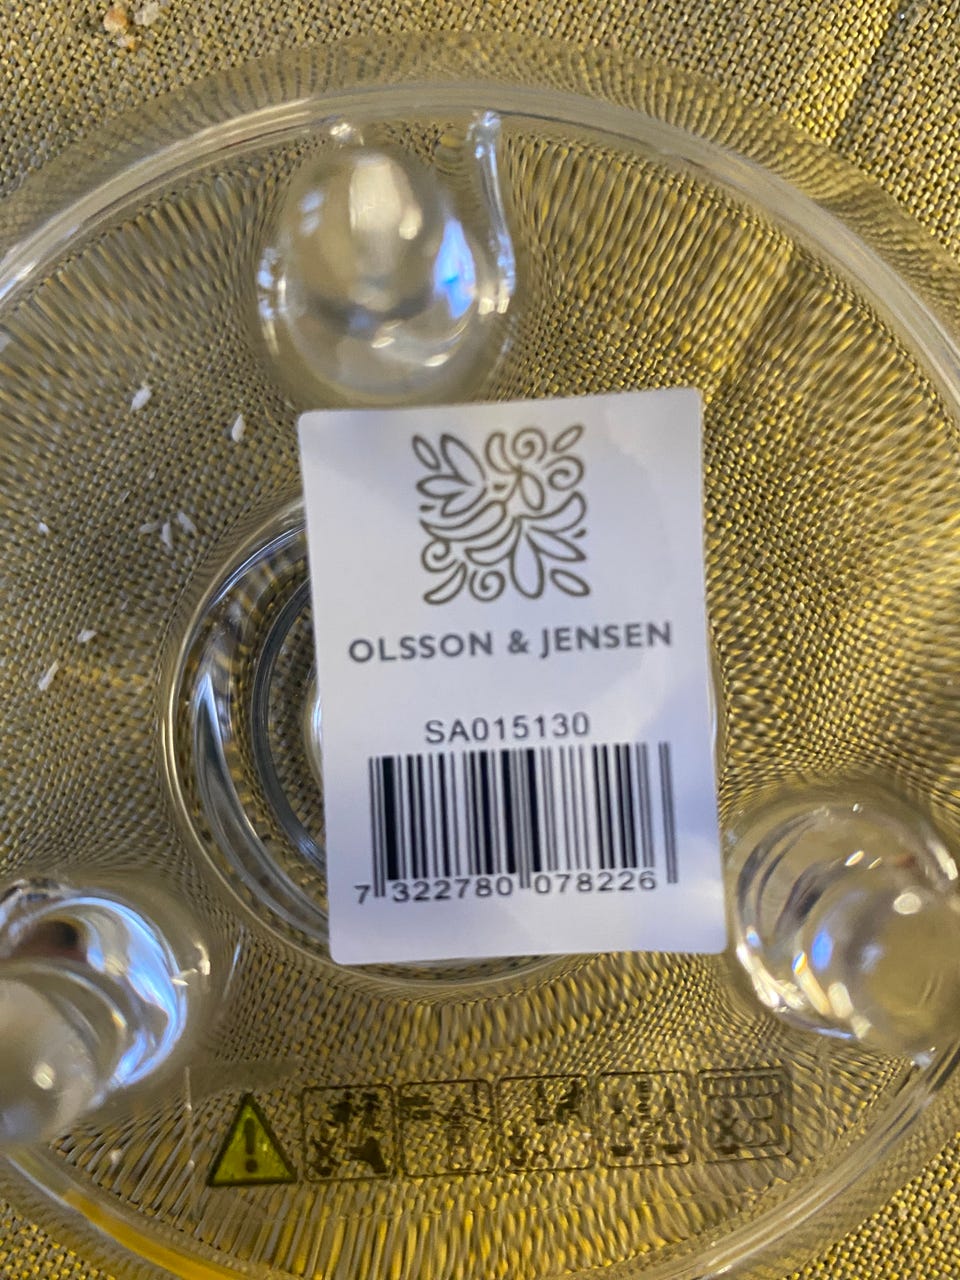 OLSSON & JENSEN
SA015130
7 322780 078226